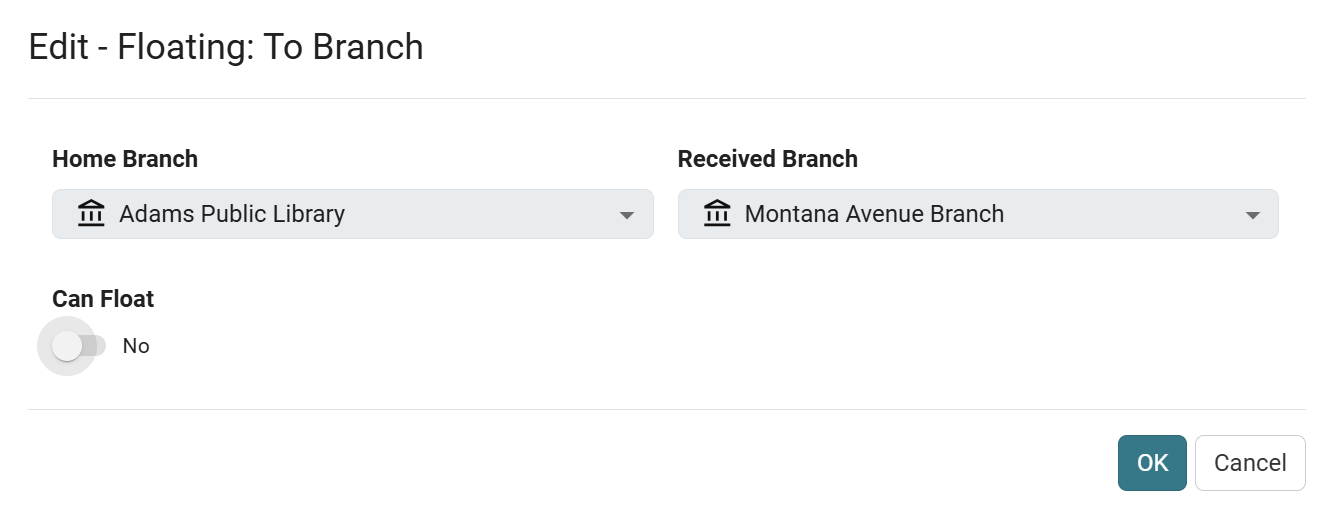 Edit - Floating: To Branch
Home Branch
Received Branch
Adams Public Library
Montana Avenue Branch
Can Float
No
OK
Cancel